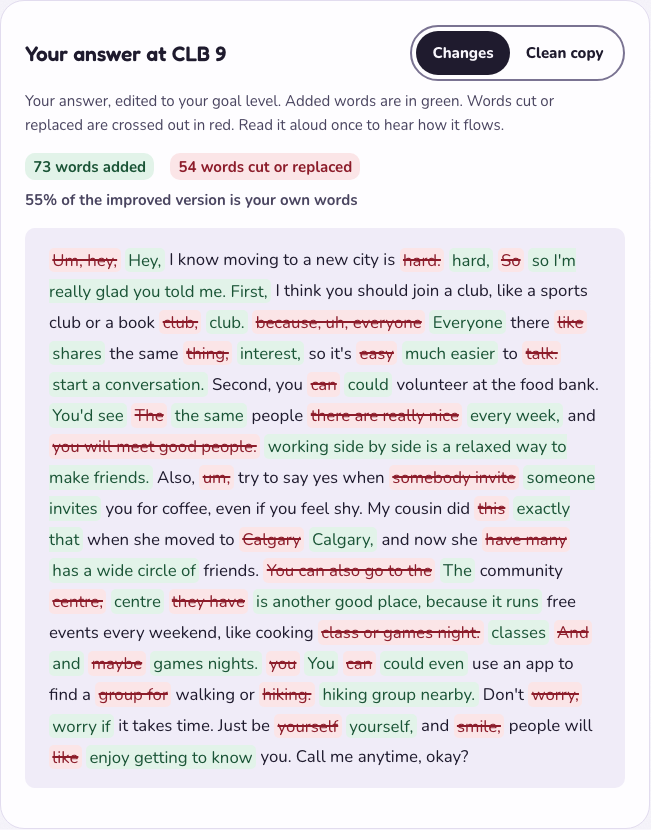 Your answer at CLB 9
Changes
Clean copy
Your answer, edited to your goal level. Added words are in green. Words cut or
replaced are crossed out in red. Read it aloud once to hear how it flows.
73 words added
54 words cut or replaced
55% of the improved version is your own words
Um, hey, Hey, I know moving to a new city is hard. hard, So so I'm
really glad you told me. First, I think you should join a club, like a sports
club or a book club, club. because, uh, everyone Everyone there like
shares the same thing, interest, so it's easy much easier to talk.
start a conversation. Second, you can could volunteer at the food bank.
You'd see The the same people there are really nice every week, and
you will meet good people. working side by side is a relaxed way to
make friends. Also, um, try to say yes when somebody invite someone
invites you for coffee, even if you feel shy. My cousin did this exactly
that when she moved to Calgary Calgary, and now she have many
has a wide circle of friends. You can also go to the The community
centre, centre they have is another good place, because it runs free
events every weekend, like cooking class or games night. classes And
and maybe games nights. you You can could even use an app to
find a group for walking or hiking. hiking group nearby. Don't worry,
worry if it takes time. Just be yourself yourself, and smile, people will
like enjoy getting to know you. Call me anytime, okay?